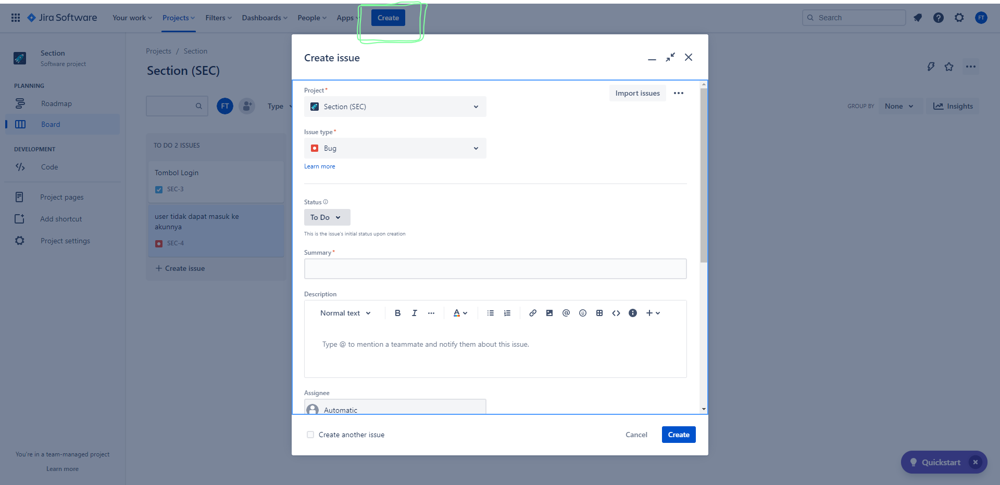 Jira Software Your work Projects Filters Dashboards People Apps Create Search FT
Section
Software project
PLANNING
Roadmap
Board
DEVELOPMENT
Code
Project pages
Add shortcut
Project settings
You're in a team-managed project
Learn more
Projects / Section
Section (SEC)
FT Type
GROUP BY None Insights
TO DO 2 ISSUES
Tombol Login
SEC-3
user tidak dapat masuk ke
akunnya
SEC-4
+ Create issue
Create issue
Project*
Import issues
Section (SEC)
Issue type*
Bug
Learn more
Status
To Do
This is the issue's initial status upon creation
Summary*
Description
Normal text B I A
Type @ to mention a teammate and notify them about this issue.
Assignee
Automatic
Create another issue
Cancel Create
Quickstart